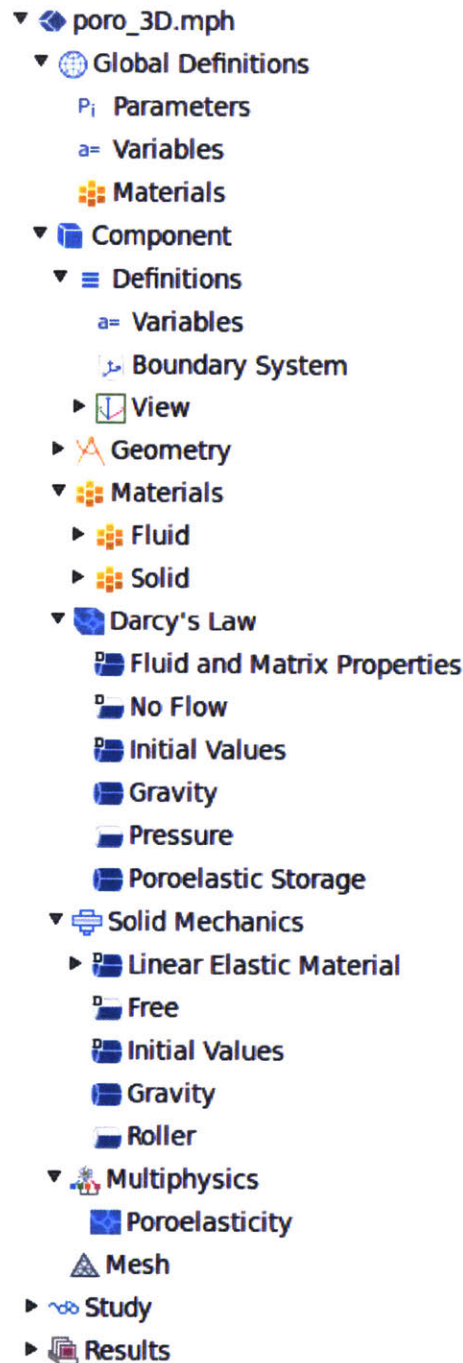 poro_3D.mph
Global Definitions
Pi Parameters
a= Variables
Materials
Component
Definitions
a= Variables
Boundary System
View
Geometry
Materials
Fluid
Solid
Darcy's Law
D Fluid and Matrix Properties
D No Flow
D Initial Values
Gravity
Pressure
Poroelastic Storage
Solid Mechanics
D Linear Elastic Material
D Free
D Initial Values
Gravity
Roller
Multiphysics
Poroelasticity
Mesh
Study
Results